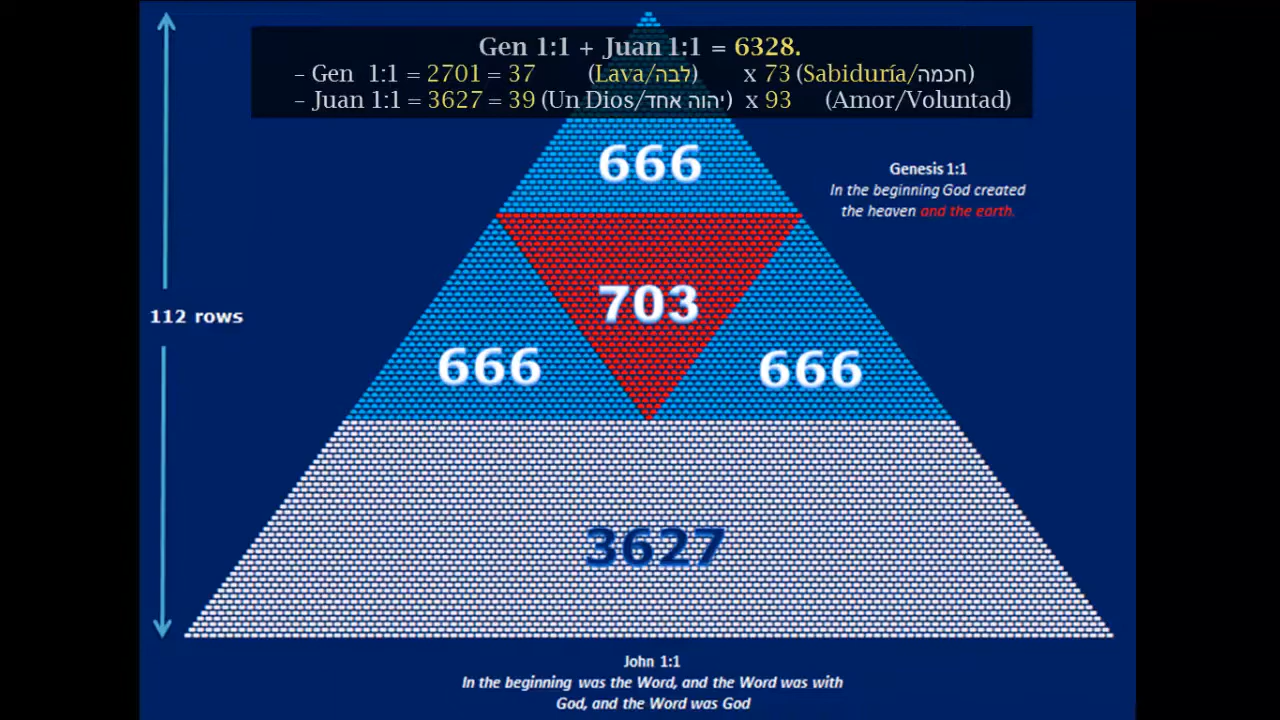 Gen 1:1 + Juan 1:1 = 6328.
– Gen 1:1 = 2701 = 37 (Lava/לבה) x 73 (Sabiduría/חכמה)
– Juan 1:1 = 3627 = 39 (Un Dios/יהוה אחד) x 93 (Amor/Voluntad)
666
Genesis 1:1
In the beginning God created
the heaven and the earth.
703
112 rows
666
666
3627
John 1:1
In the beginning was the Word, and the Word was with
God, and the Word was God